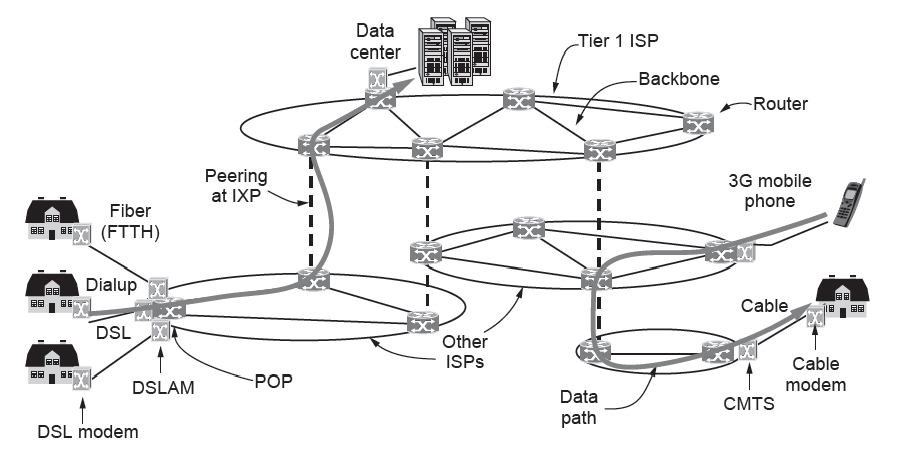 Data
center
Tier 1 ISP
Backbone
Router
Peering
at IXP
3G mobile
phone
Fiber
(FTTH)
Dialup
DSL
Cable
Other
ISPs
DSLAM
POP
Data
path
CMTS
Cable
modem
DSL modem